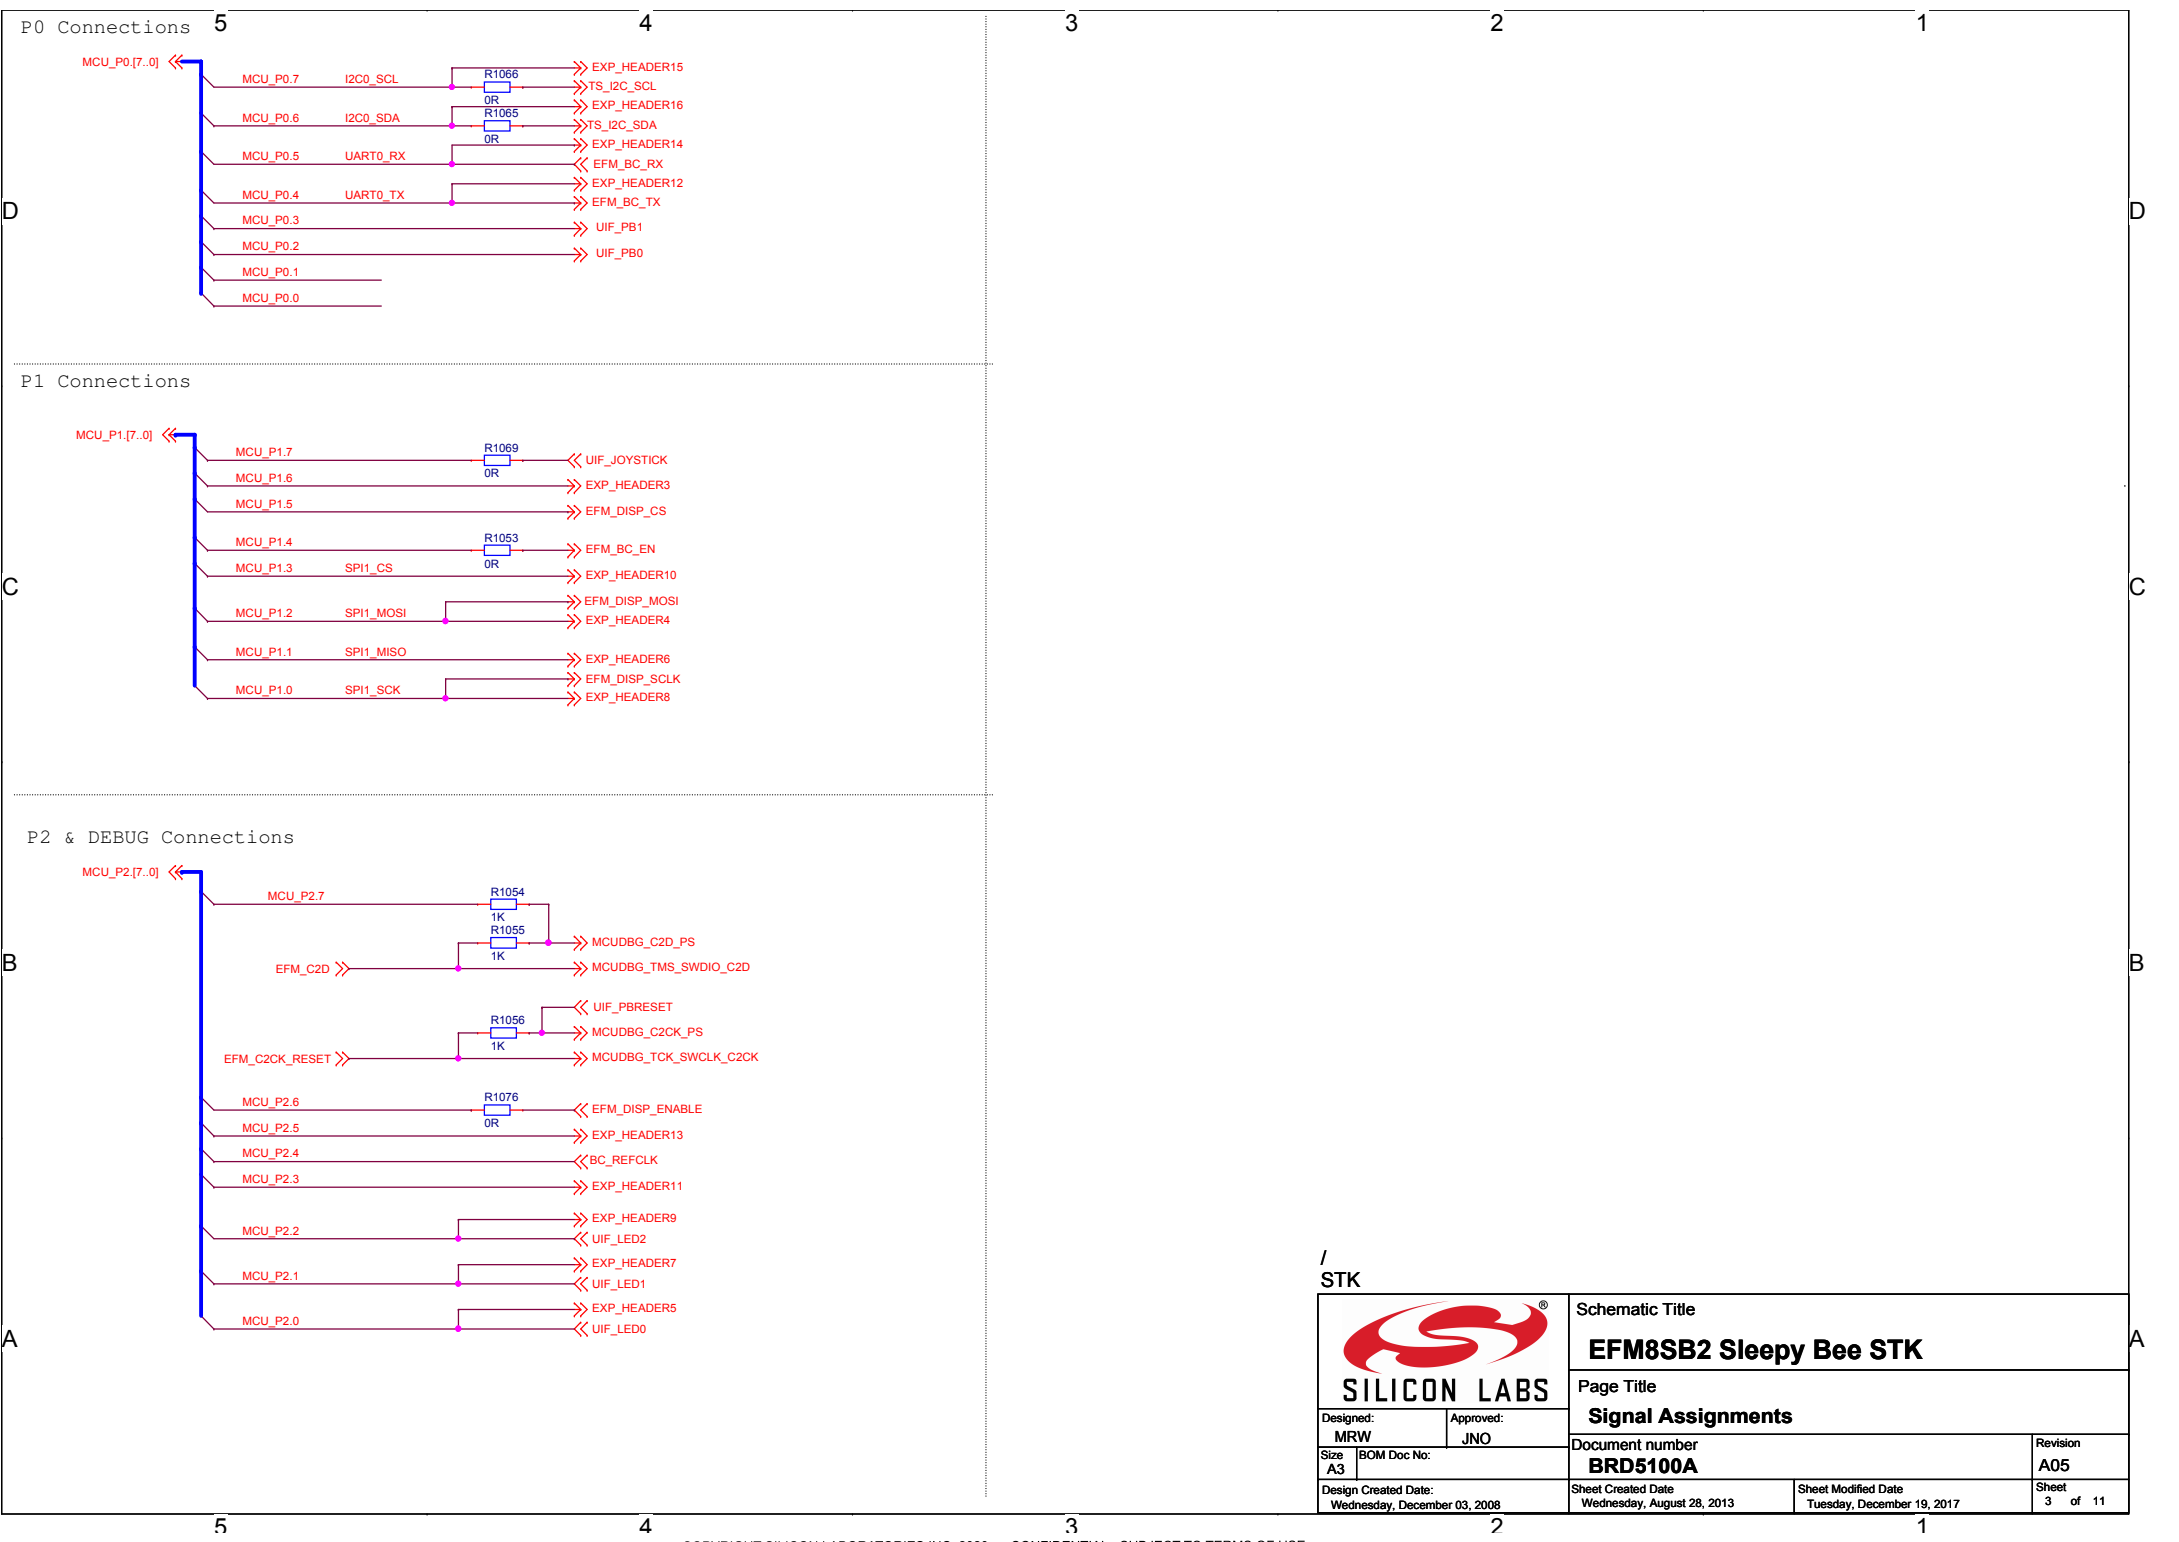 5 4 3 2 1
P0 Connections
MCU_P0.[7..0]
MCU_P0.7 I2C0_SCL
R1066
0R
EXP_HEADER15
TS_I2C_SCL
MCU_P0.6 I2C0_SDA
R1065
0R
EXP_HEADER16
TS_I2C_SDA
MCU_P0.5 UART0_RX
EXP_HEADER14
EFM_BC_RX
MCU_P0.4 UART0_TX
EXP_HEADER12
EFM_BC_TX
D D
MCU_P0.3 UIF_PB1
MCU_P0.2 UIF_PB0
MCU_P0.1
MCU_P0.0
P1 Connections
MCU_P1.[7..0]
MCU_P1.7
R1069
0R
UIF_JOYSTICK
MCU_P1.6 EXP_HEADER3
MCU_P1.5 EFM_DISP_CS
MCU_P1.4
R1053
0R
EFM_BC_EN
MCU_P1.3 SPI1_CS EXP_HEADER10
C C
MCU_P1.2 SPI1_MOSI
EFM_DISP_MOSI
EXP_HEADER4
MCU_P1.1 SPI1_MISO EXP_HEADER6
MCU_P1.0 SPI1_SCK
EFM_DISP_SCLK
EXP_HEADER8
P2 & DEBUG Connections
MCU_P2.[7..0]
MCU_P2.7
R1054
1K
R1055
1K
MCUDBG_C2D_PS
B B
EFM_C2D MCUDBG_TMS_SWDIO_C2D
UIF_PBRESET
R1056
1K
MCUDBG_C2CK_PS
EFM_C2CK_RESET MCUDBG_TCK_SWCLK_C2CK
MCU_P2.6
R1076
0R
EFM_DISP_ENABLE
MCU_P2.5 EXP_HEADER13
MCU_P2.4 BC_REFCLK
MCU_P2.3 EXP_HEADER11
MCU_P2.2
EXP_HEADER9
UIF_LED2
MCU_P2.1
EXP_HEADER7
UIF_LED1
MCU_P2.0
EXP_HEADER5
UIF_LED0
A A
/
STK
®
SILICON LABS
Schematic Title
EFM8SB2 Sleepy Bee STK
Page Title
Signal Assignments
Designed:
MRW
Approved:
JNO
Size
A3
BOM Doc No:
Document number
BRD5100A
Revision
A05
Design Created Date:
Wednesday, December 03, 2008
Sheet Created Date
Wednesday, August 28, 2013
Sheet Modified Date
Tuesday, December 19, 2017
Sheet
3 of 11
5 4 3 2 1